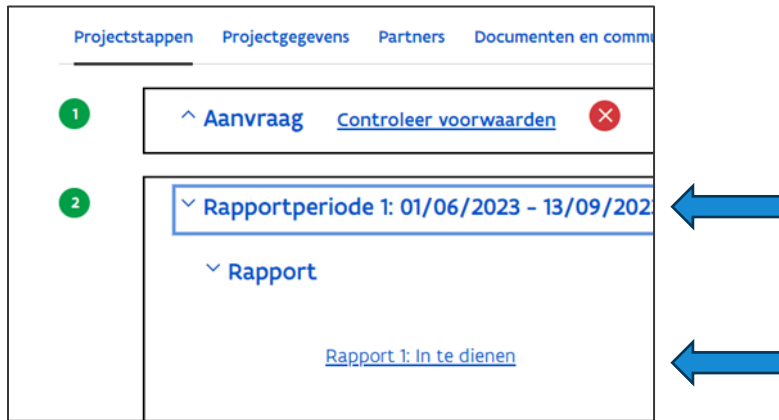 Projectstappen Projectgegevens Partners Documenten en commu
1 Aanvraag Controleer voorwaarden
2 Rapportperiode 1: 01/06/2023 - 13/09/202
Rapport
Rapport 1: In te dienen